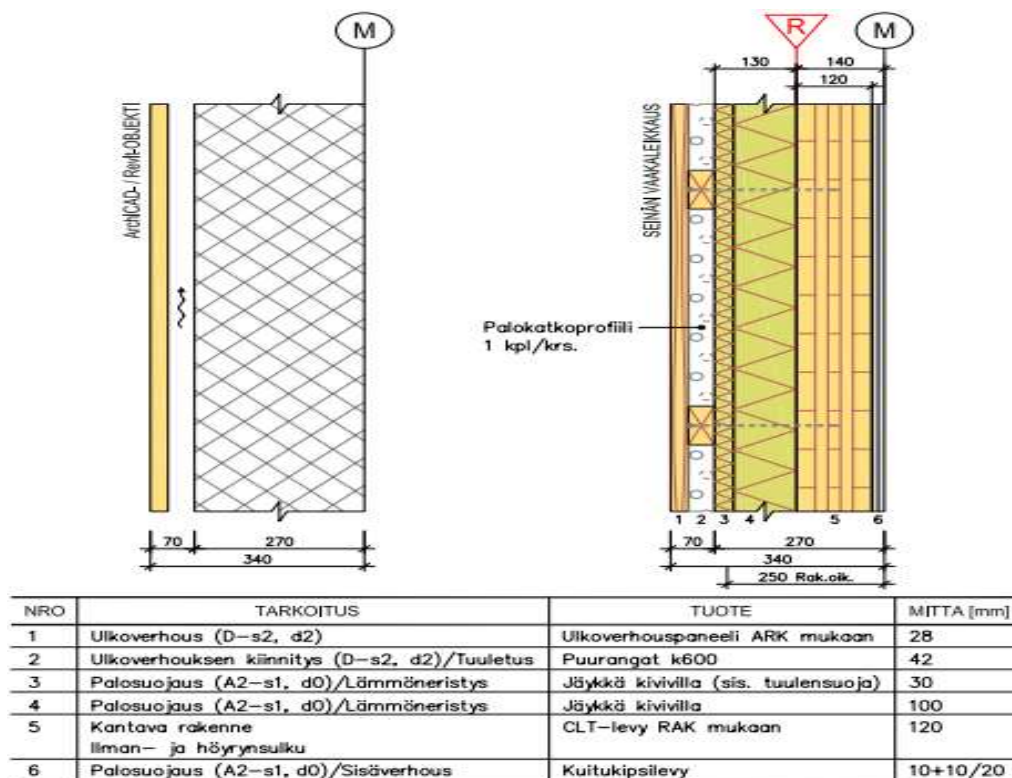 M
R
M
130
140
120
ArchiCAD- / Revit-OBJEKTI
SEINÄN VAAKALEIKKAUS
Palokatkoprofiili
1 kpl/krs.
1 2 3 4 5 6
70 270
340
70 270
340
250 Rak.oik.
NRO TARKOITUS TUOTE MITTA [mm]
1 Ulkoverhous (D-s2, d2) Ulkoverhouspaneeli ARK mukaan 28
2 Ulkoverhouksen kiinnitys (D-s2, d2)/Tuuletus Puurangat k600 42
3 Palosuojaus (A2-s1, d0)/Lämmöneristys Jäykkä kivivilla (sis. tuulensuoja) 30
4 Palosuojaus (A2-s1, d0)/Lämmöneristys Jäykkä kivivilla 100
5 Kantava rakenne CLT-levy RAK mukaan 120
Ilman- ja höyrynsulku
6 Palosuojaus (A2-s1, d0)/Sisäverhous Kuitukipsilevy 10+10/20